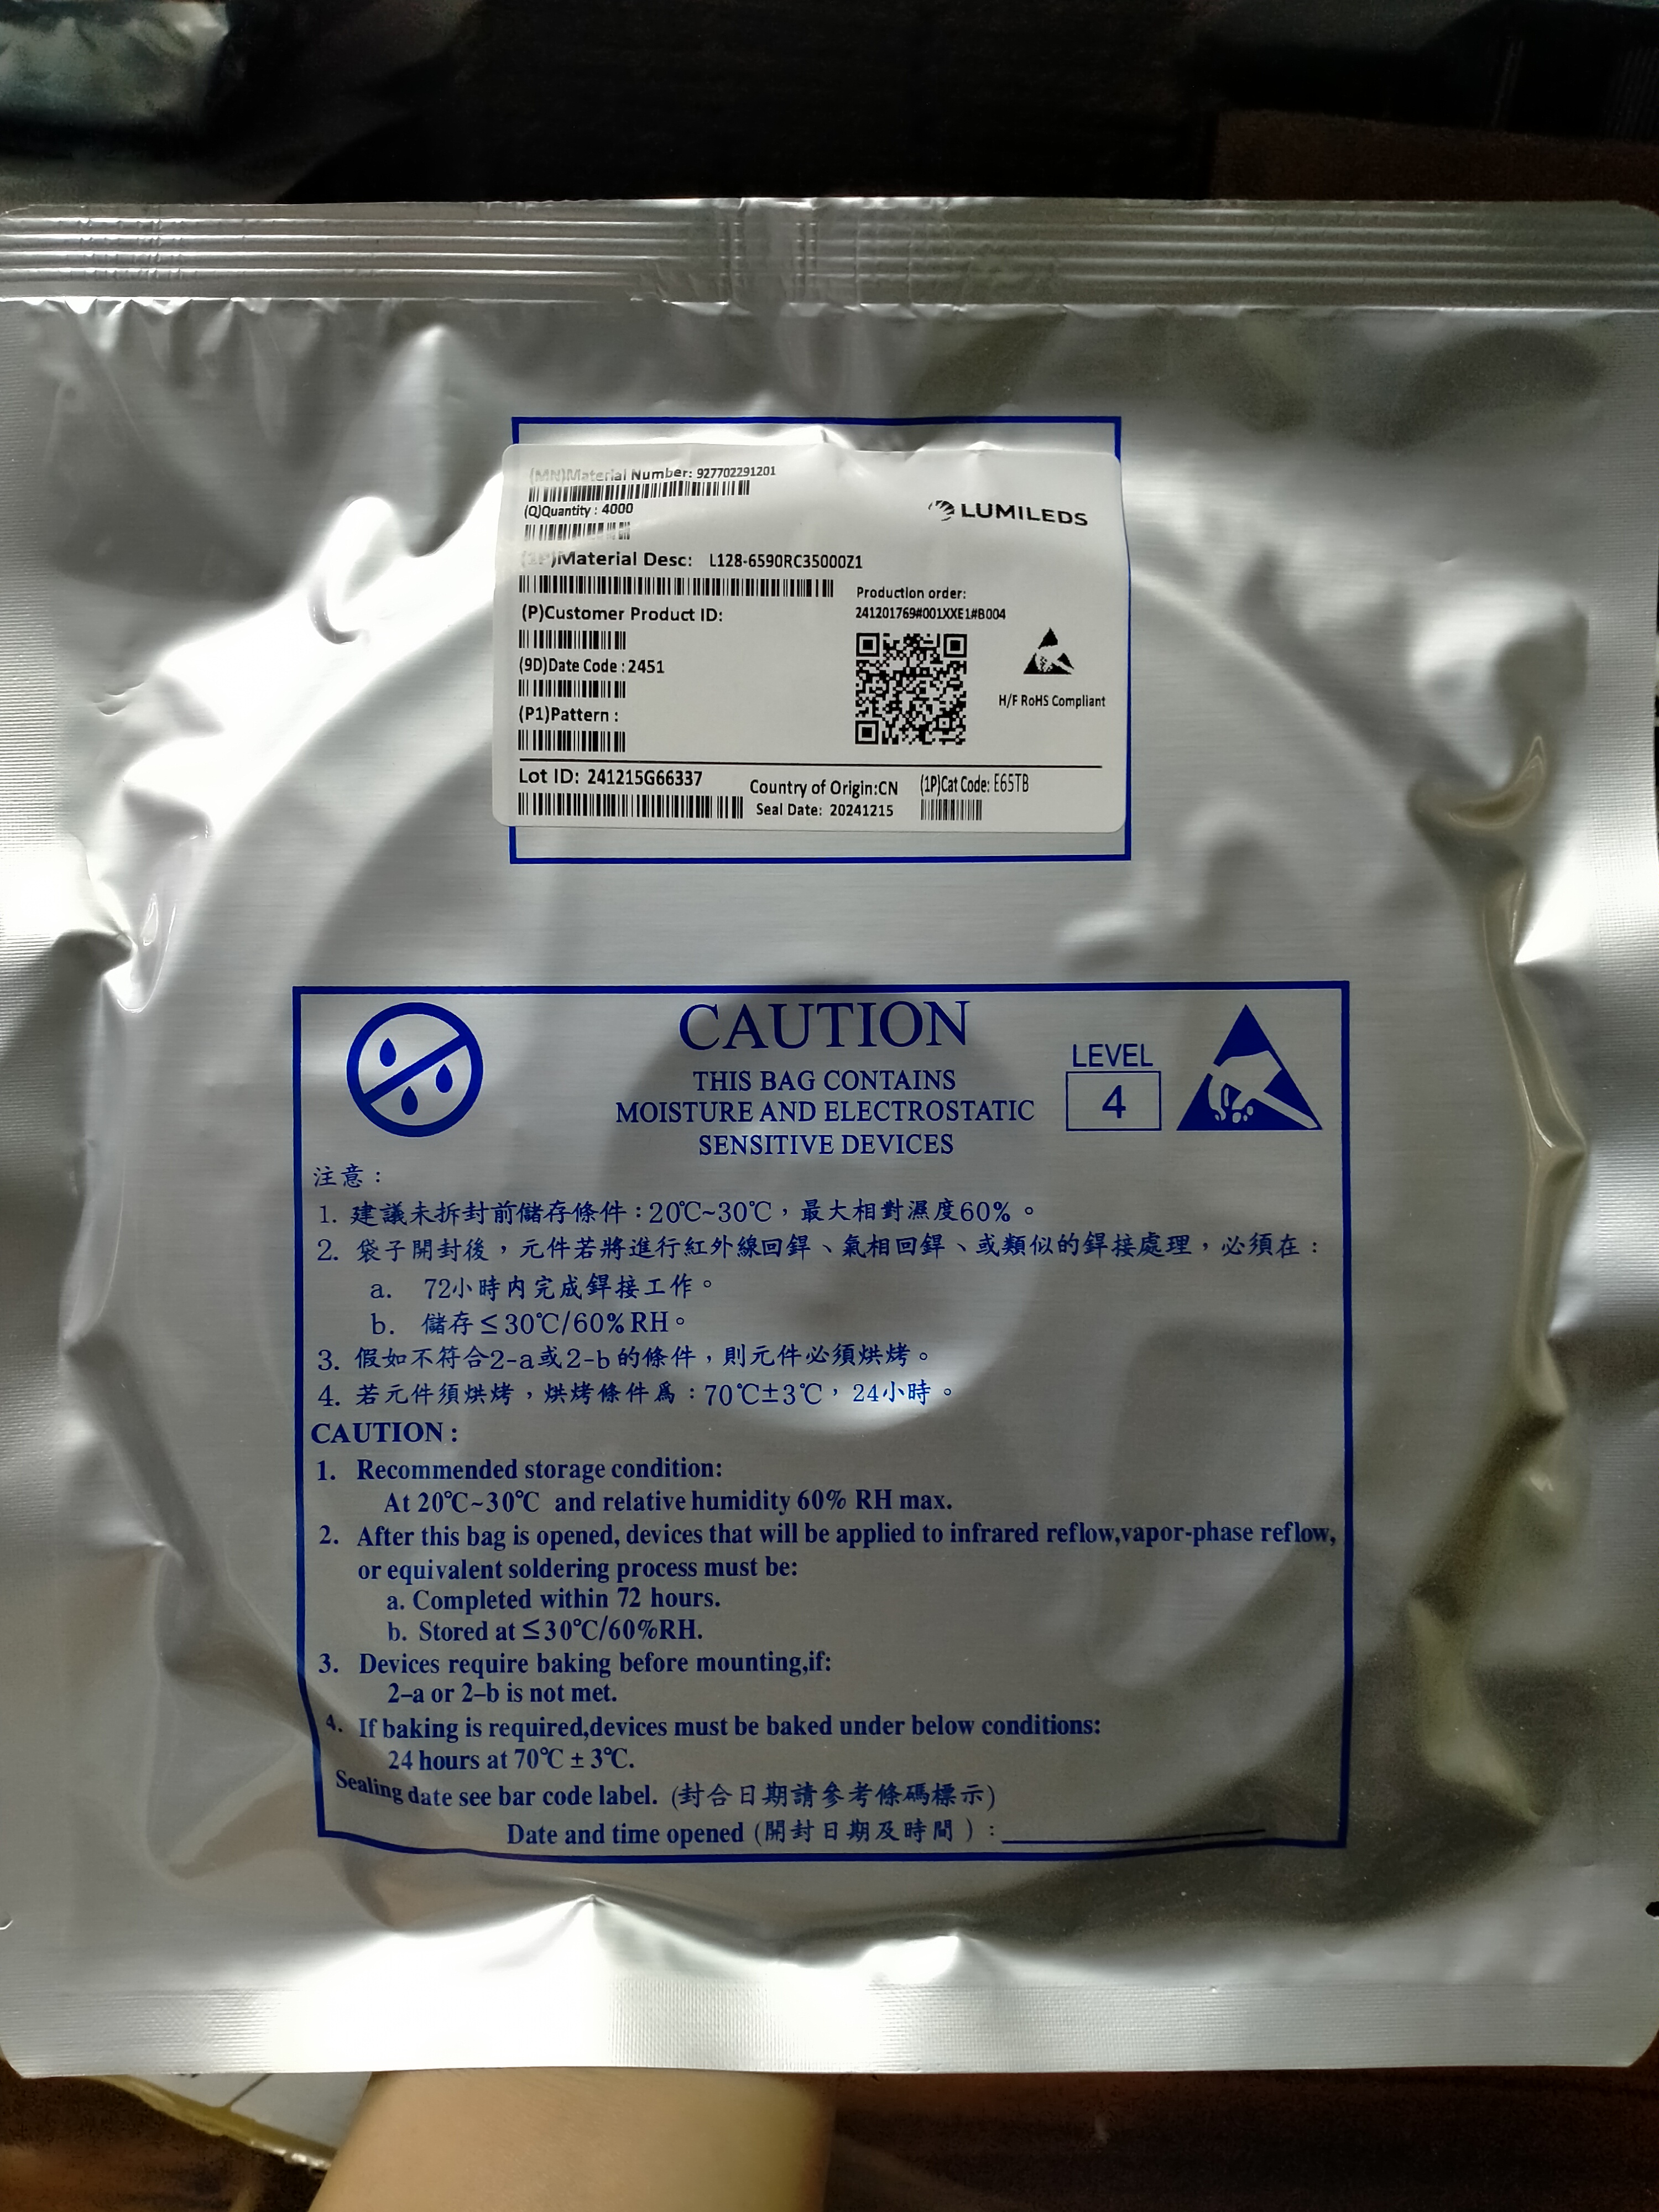 (MN)Material Number: 927702291201
(Q)Quantity : 4000
LUMILEDS
(1P)Material Desc: L128-6590RC35000Z1
Production order:
241201769#001XXE1#B004
(P)Customer Product ID:
(9D)Date Code : 2451
H/F RoHS Compliant
(P1)Pattern :
Lot ID: 241215G66337
Country of Origin:CN
(1P)Cat Code: E65TB
Seal Date: 20241215
CAUTION
THIS BAG CONTAINS
MOISTURE AND ELECTROSTATIC
SENSITIVE DEVICES
LEVEL
4
注意：
1. 建議未拆封前儲存條件：20℃~30℃，最大相對濕度60%。
2. 袋子開封後，元件若將進行紅外線回銲、氣相回銲、或類似的銲接處理，必須在：
a. 72小時內完成銲接工作。
b. 儲存≦30℃/60%RH。
3. 假如不符合2-a或2-b的條件，則元件必須烘烤。
4. 若元件須烘烤，烘烤條件爲：70℃±3℃，24小時。
CAUTION :
1. Recommended storage condition:
At 20℃~30℃ and relative humidity 60% RH max.
2. After this bag is opened, devices that will be applied to infrared reflow,vapor-phase reflow,
or equivalent soldering process must be:
a. Completed within 72 hours.
b. Stored at ≦30℃/60%RH.
3. Devices require baking before mounting,if:
2-a or 2-b is not met.
4. If baking is required,devices must be baked under below conditions:
24 hours at 70℃ ± 3℃.
Sealing date see bar code label. (封合日期請參考條碼標示)
Date and time opened (開封日期及時間)：